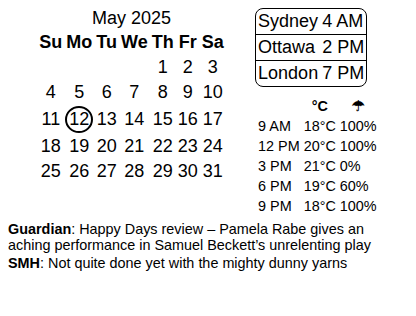 May 2025
Su Mo Tu We Th Fr Sa
1 2 3
4 5 6 7 8 9 10
11 12 13 14 15 16 17
18 19 20 21 22 23 24
25 26 27 28 29 30 31
Sydney 4 AM
Ottawa 2 PM
London 7 PM
°C ☂
9 AM 18°C 100%
12 PM 20°C 100%
3 PM 21°C 0%
6 PM 19°C 60%
9 PM 18°C 100%
Guardian: Happy Days review – Pamela Rabe gives an
aching performance in Samuel Beckett’s unrelenting play
SMH: Not quite done yet with the mighty dunny yarns